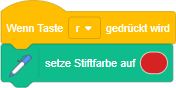 Wenn Taste r gedrückt wird
setze Stiftfarbe auf